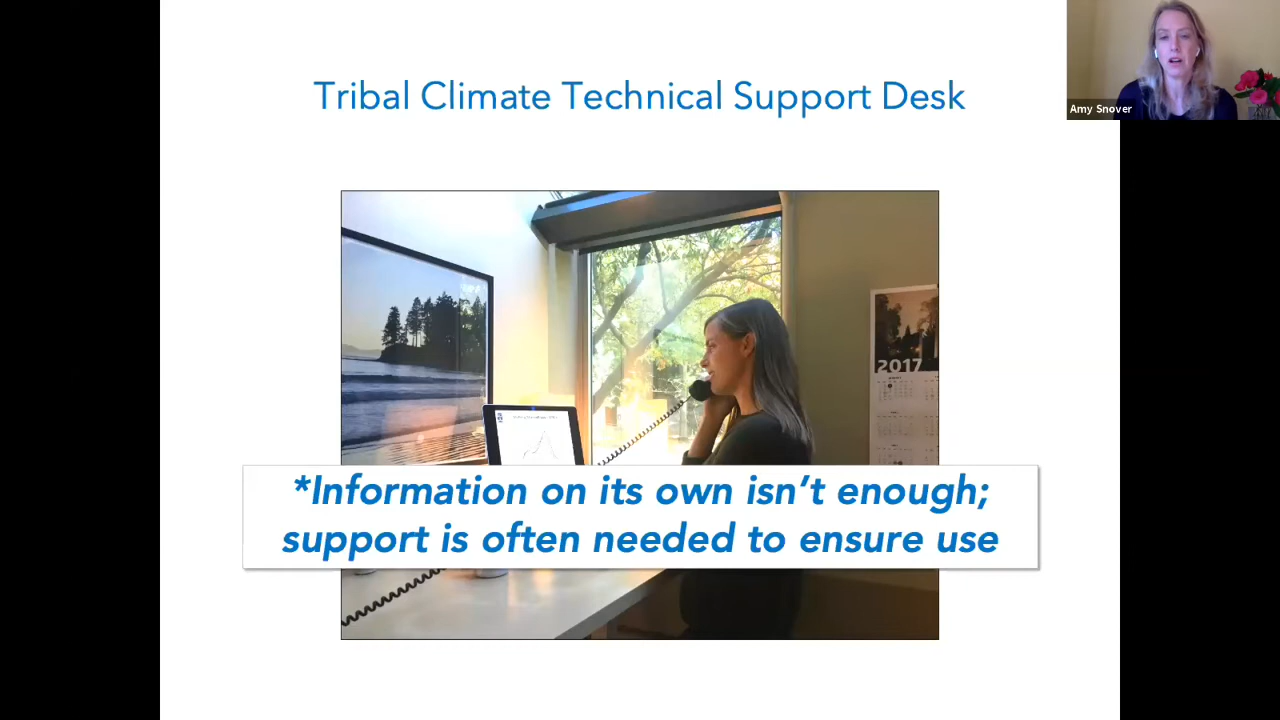 Tribal Climate Technical Support Desk
Amy Snover
2017
*Information on its own isn't enough;
support is often needed to ensure use